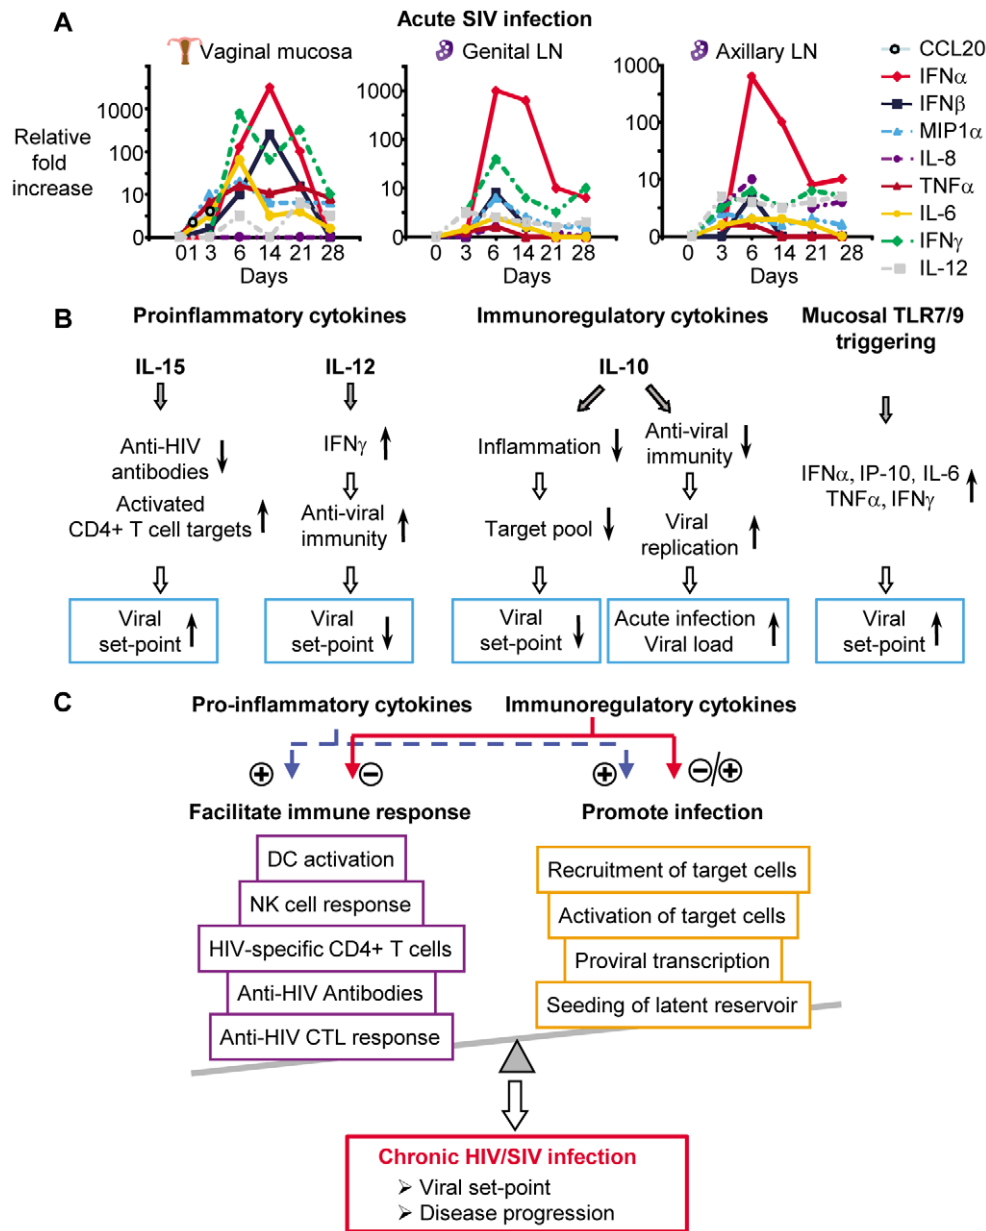 A
Acute SIV infection
Vaginal mucosa
Genital LN
Axillary LN
Relative
fold
increase
1000
100
10
0
0 1 3 6 14 21 28
Days
1000
100
10
0
0 3 6 14 21 28
Days
1000
100
10
0
0 3 6 14 21 28
Days
CCL20
IFNα
IFNβ
MIP1α
IL-8
TNFα
IL-6
IFNγ
IL-12
B
Proinflammatory cytokines
Immunoregulatory cytokines
Mucosal TLR7/9
triggering
IL-15
IL-12
IL-10
Anti-HIV
antibodies
Activated
CD4+ T cell targets
Viral
set-point
IFNγ
Anti-viral
immunity
Viral
set-point
Inflammation
Target pool
Viral
set-point
Anti-viral
immunity
Viral
replication
Acute infection
Viral load
IFNα, IP-10, IL-6
TNFα, IFNγ
Viral
set-point
C
Pro-inflammatory cytokines
Immunoregulatory cytokines
+
−
+
−/+
Facilitate immune response
DC activation
NK cell response
HIV-specific CD4+ T cells
Anti-HIV Antibodies
Anti-HIV CTL response
Promote infection
Recruitment of target cells
Activation of target cells
Proviral transcription
Seeding of latent reservoir
Chronic HIV/SIV infection
➢ Viral set-point
➢ Disease progression